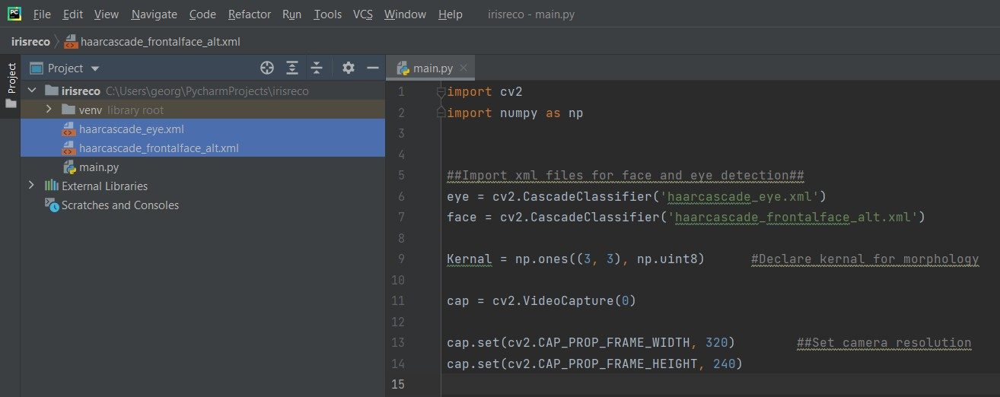 PC File Edit View Navigate Code Refactor Run Tools VCS Window Help irisreco - main.py
irisreco haarcascade_frontalface_alt.xml
Project
Project
irisreco C:\Users\georg\PycharmProjects\irisreco
venv library root
haarcascade_eye.xml
haarcascade_frontalface_alt.xml
main.py
External Libraries
Scratches and Consoles
main.py
1 import cv2
2 import numpy as np
3
4
5 ##Import xml files for face and eye detection##
6 eye = cv2.CascadeClassifier('haarcascade_eye.xml')
7 face = cv2.CascadeClassifier('haarcascade_frontalface_alt.xml')
8
9 Kernal = np.ones((3, 3), np.uint8) #Declare kernal for morphology
10
11 cap = cv2.VideoCapture(0)
12
13 cap.set(cv2.CAP_PROP_FRAME_WIDTH, 320) ##Set camera resolution
14 cap.set(cv2.CAP_PROP_FRAME_HEIGHT, 240)
15